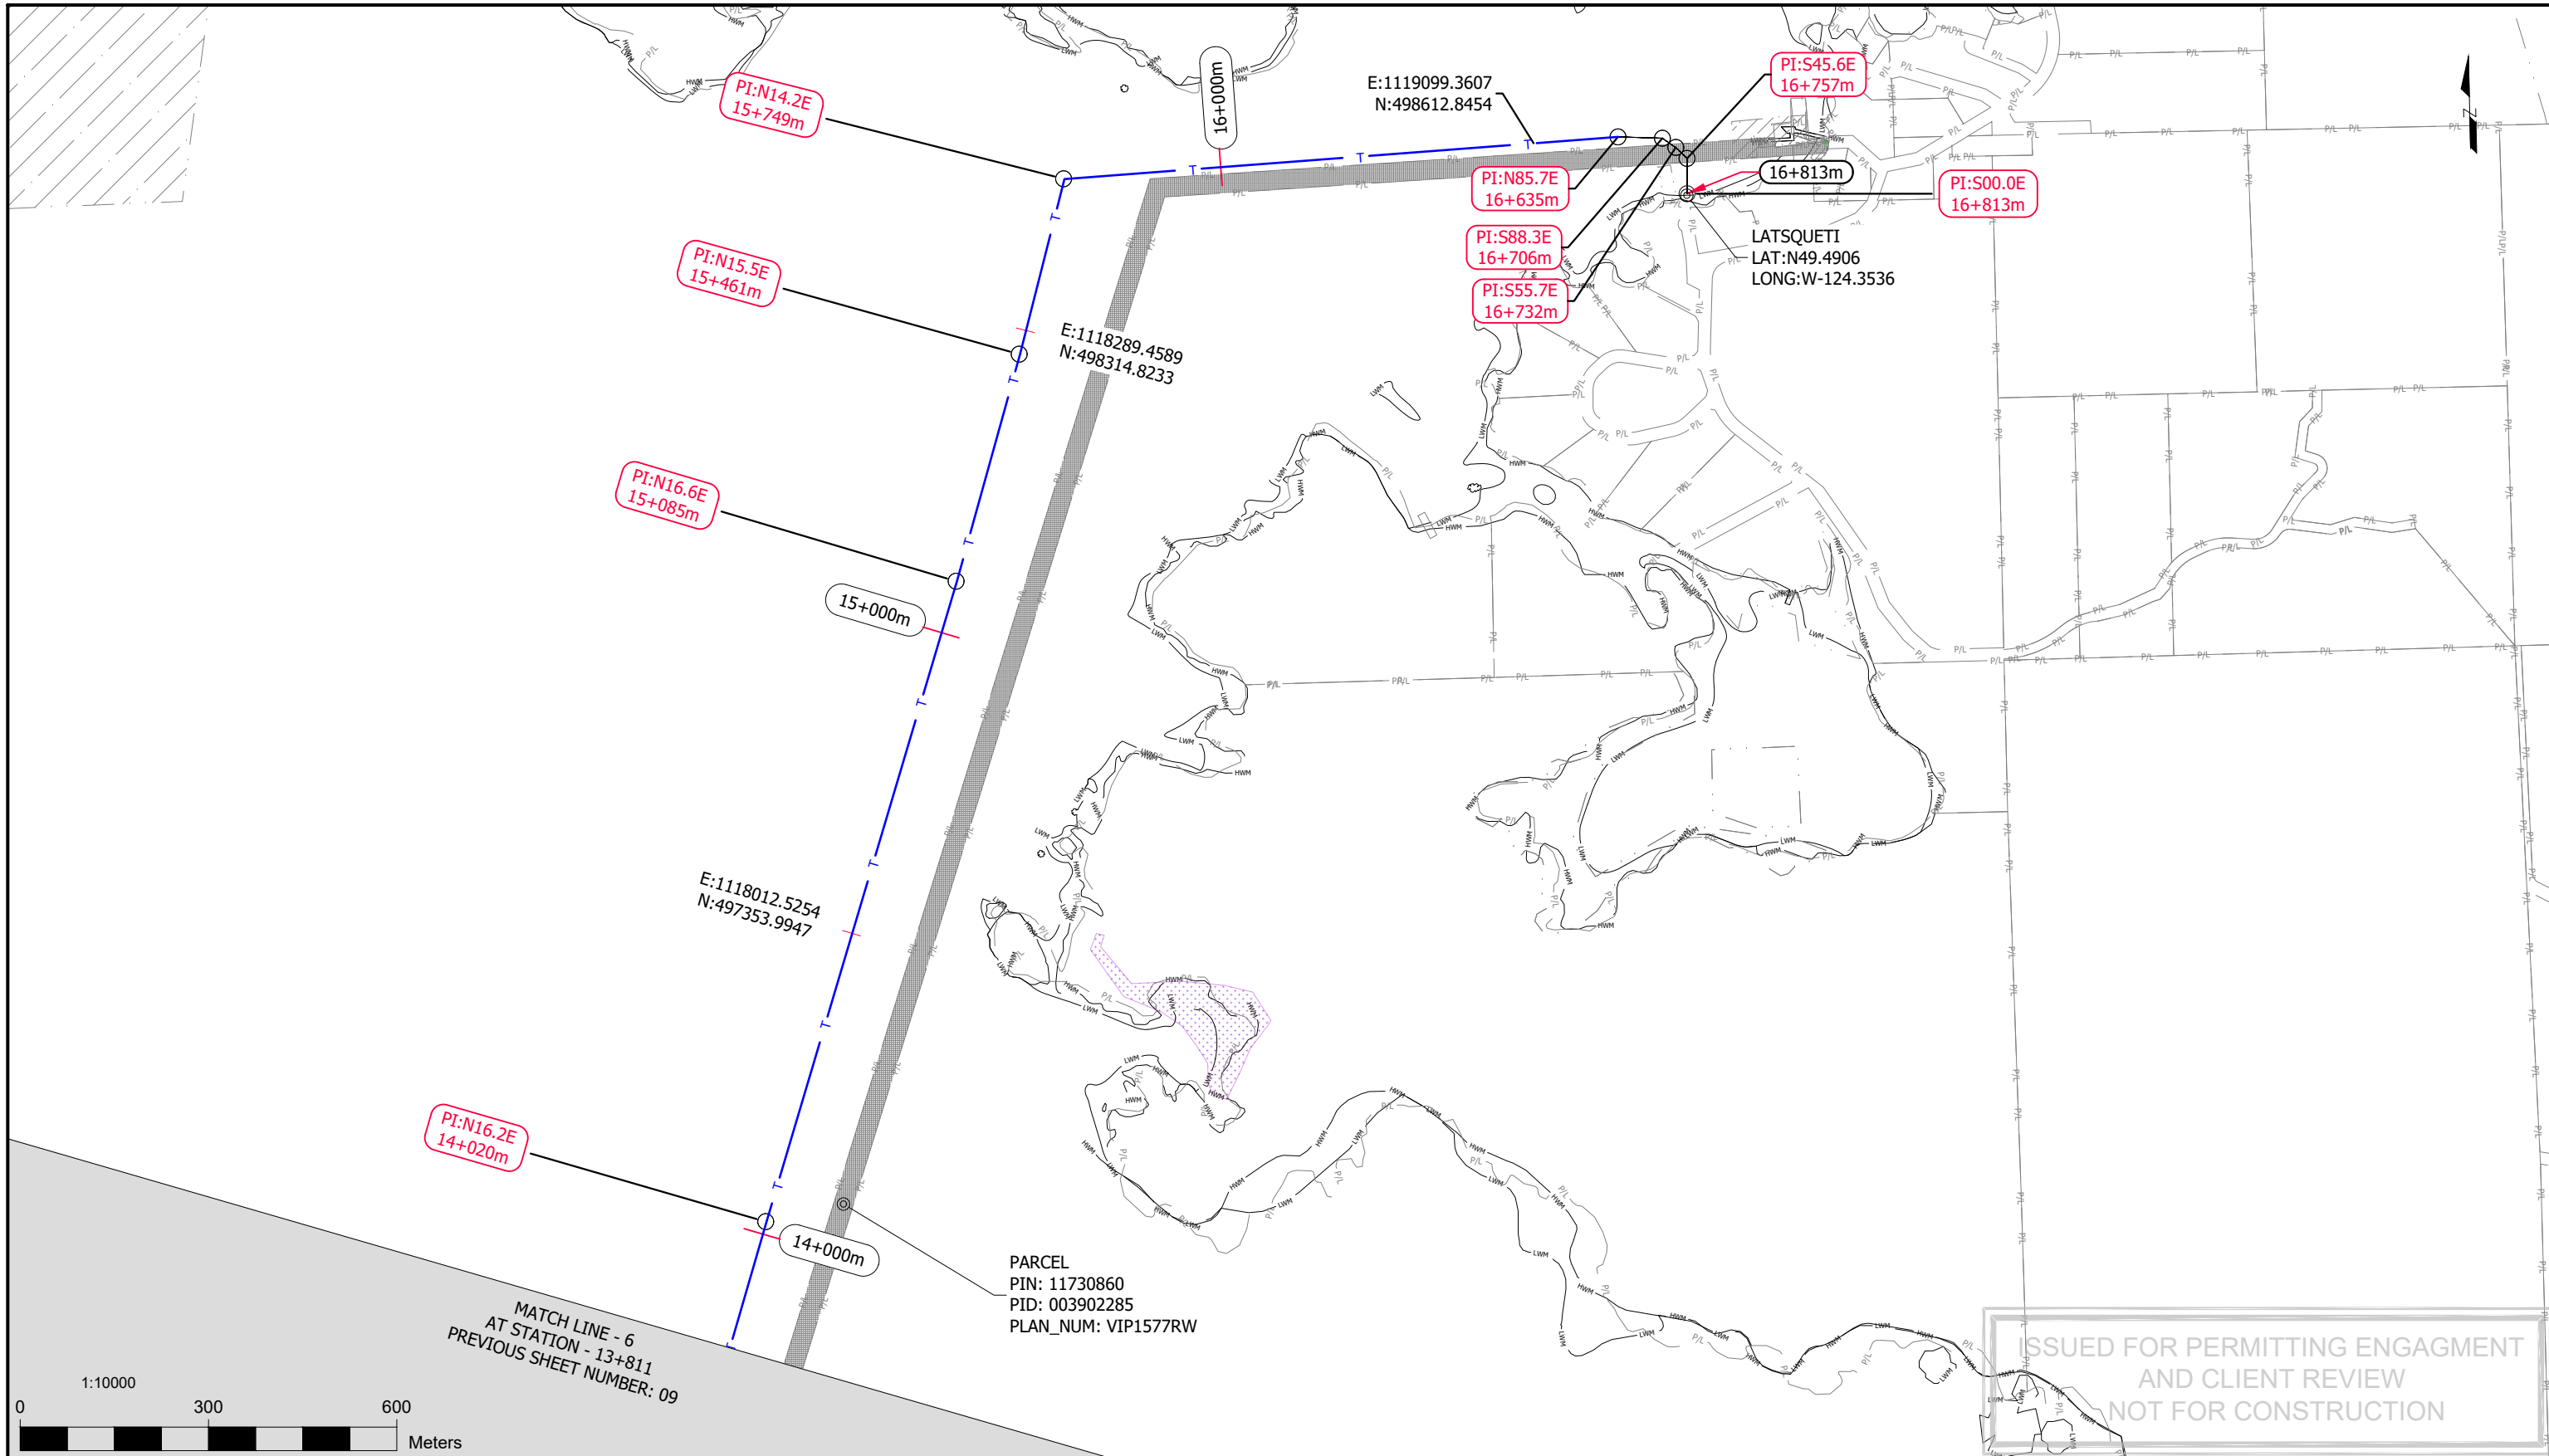 PI:N14.2E
15+749m
16+000m
E:1119099.3607
N:498612.8454
PI:S45.6E
16+757m
PI:N85.7E
16+635m
16+813m
PI:S00.0E
16+813m
PI:S88.3E
16+706m
LATSQUETI
LAT:N49.4906
LONG:W-124.3536
PI:S55.7E
16+732m
PI:N15.5E
15+461m
E:1118289.4589
N:498314.8233
PI:N16.6E
15+085m
15+000m
E:1118012.5254
N:497353.9947
PI:N16.2E
14+020m
14+000m
PARCEL
PIN: 11730860
PID: 003902285
PLAN_NUM: VIP1577RW
MATCH LINE - 6
AT STATION - 13+811
PREVIOUS SHEET NUMBER: 09
1:10000
0 300 600
Meters
ISSUED FOR PERMITTING ENGAGMENT
AND CLIENT REVIEW
NOT FOR CONSTRUCTION
T
P/L
HWM
LWM